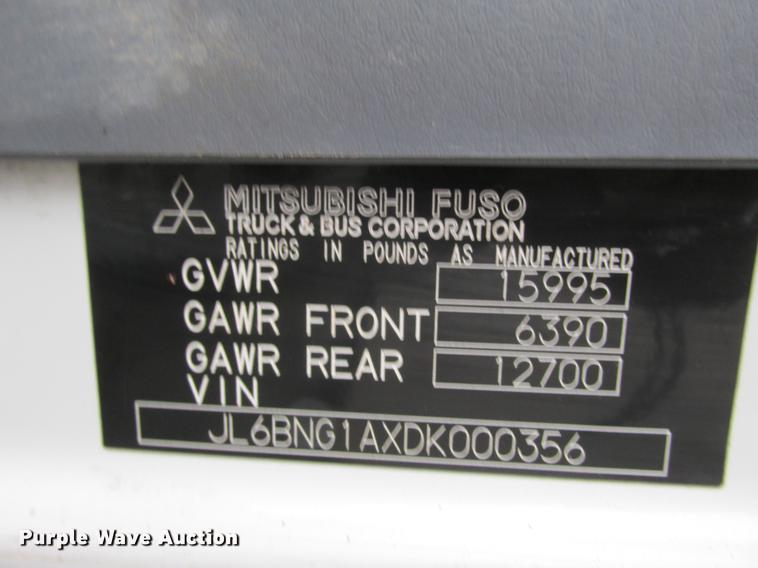 MITSUBISHI FUSO
TRUCK & BUS CORPORATION
RATINGS IN POUNDS AS MANUFACTURED
GVWR 15995
GAWR FRONT 6390
GAWR REAR 12700
VIN
JL6BNG1AXDK000356
Purple Wave Auction